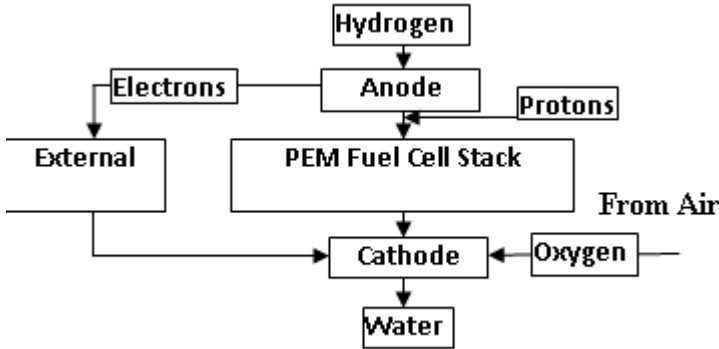 Hydrogen
Electrons
Anode
Protons
External
PEM Fuel Cell Stack
From Air
Cathode
Oxygen
Water